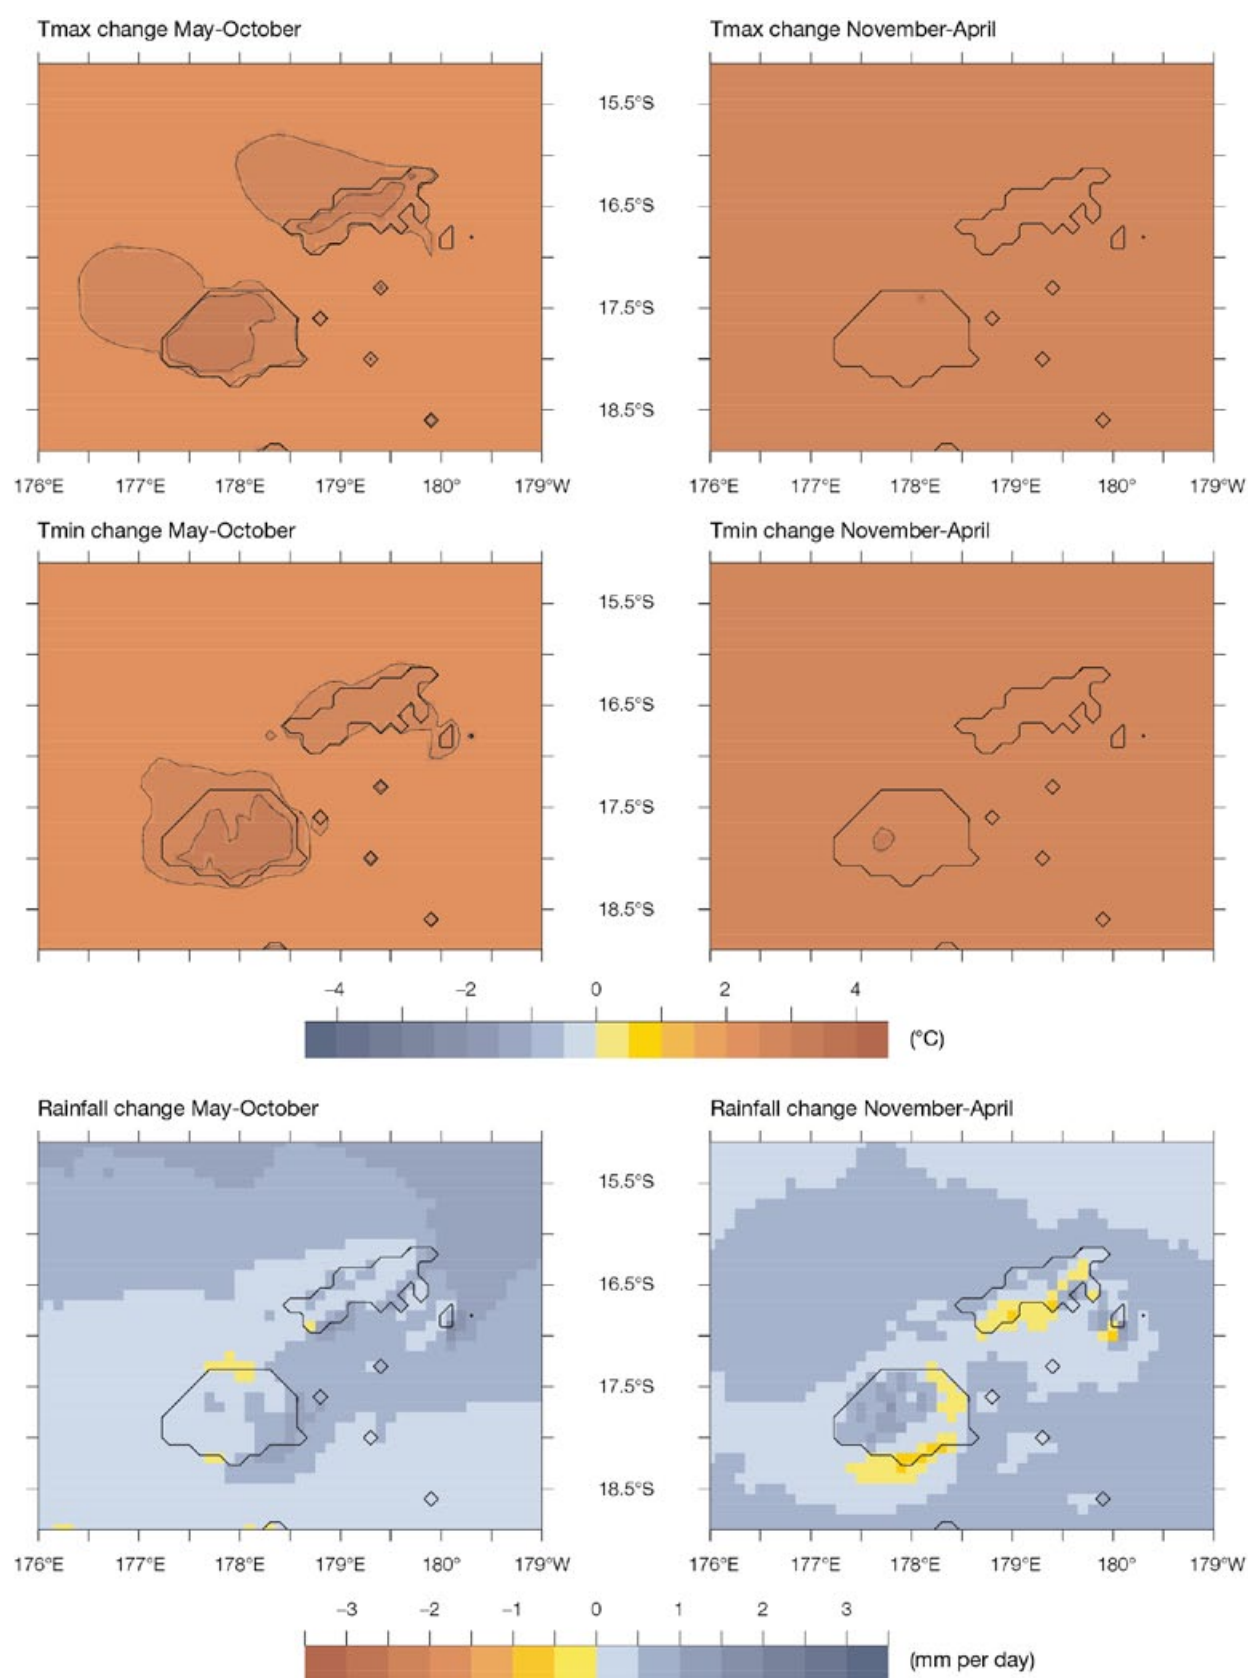 Tmax change May-October
Tmax change November-April
15.5°S
16.5°S
17.5°S
18.5°S
176°E 177°E 178°E 179°E 180° 179°W
176°E 177°E 178°E 179°E 180° 179°W
Tmin change May-October
Tmin change November-April
15.5°S
16.5°S
17.5°S
18.5°S
−4 −2 0 2 4
(°C)
Rainfall change May-October
Rainfall change November-April
15.5°S
16.5°S
17.5°S
18.5°S
176°E 177°E 178°E 179°E 180° 179°W
176°E 177°E 178°E 179°E 180° 179°W
−3 −2 −1 0 1 2 3
(mm per day)